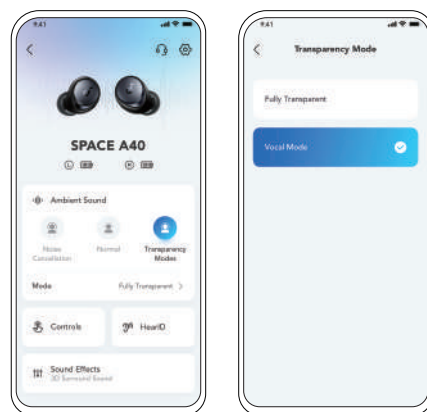 9:41
SPACE A40
L R
Ambient Sound
Noise
Cancellation
Normal
Transparency
Modes
Mode
Fully Transparent
Controls
HearID
Sound Effects
3D Surround Sound
9:41
Transparency Mode
Fully Transparent
Vocal Mode